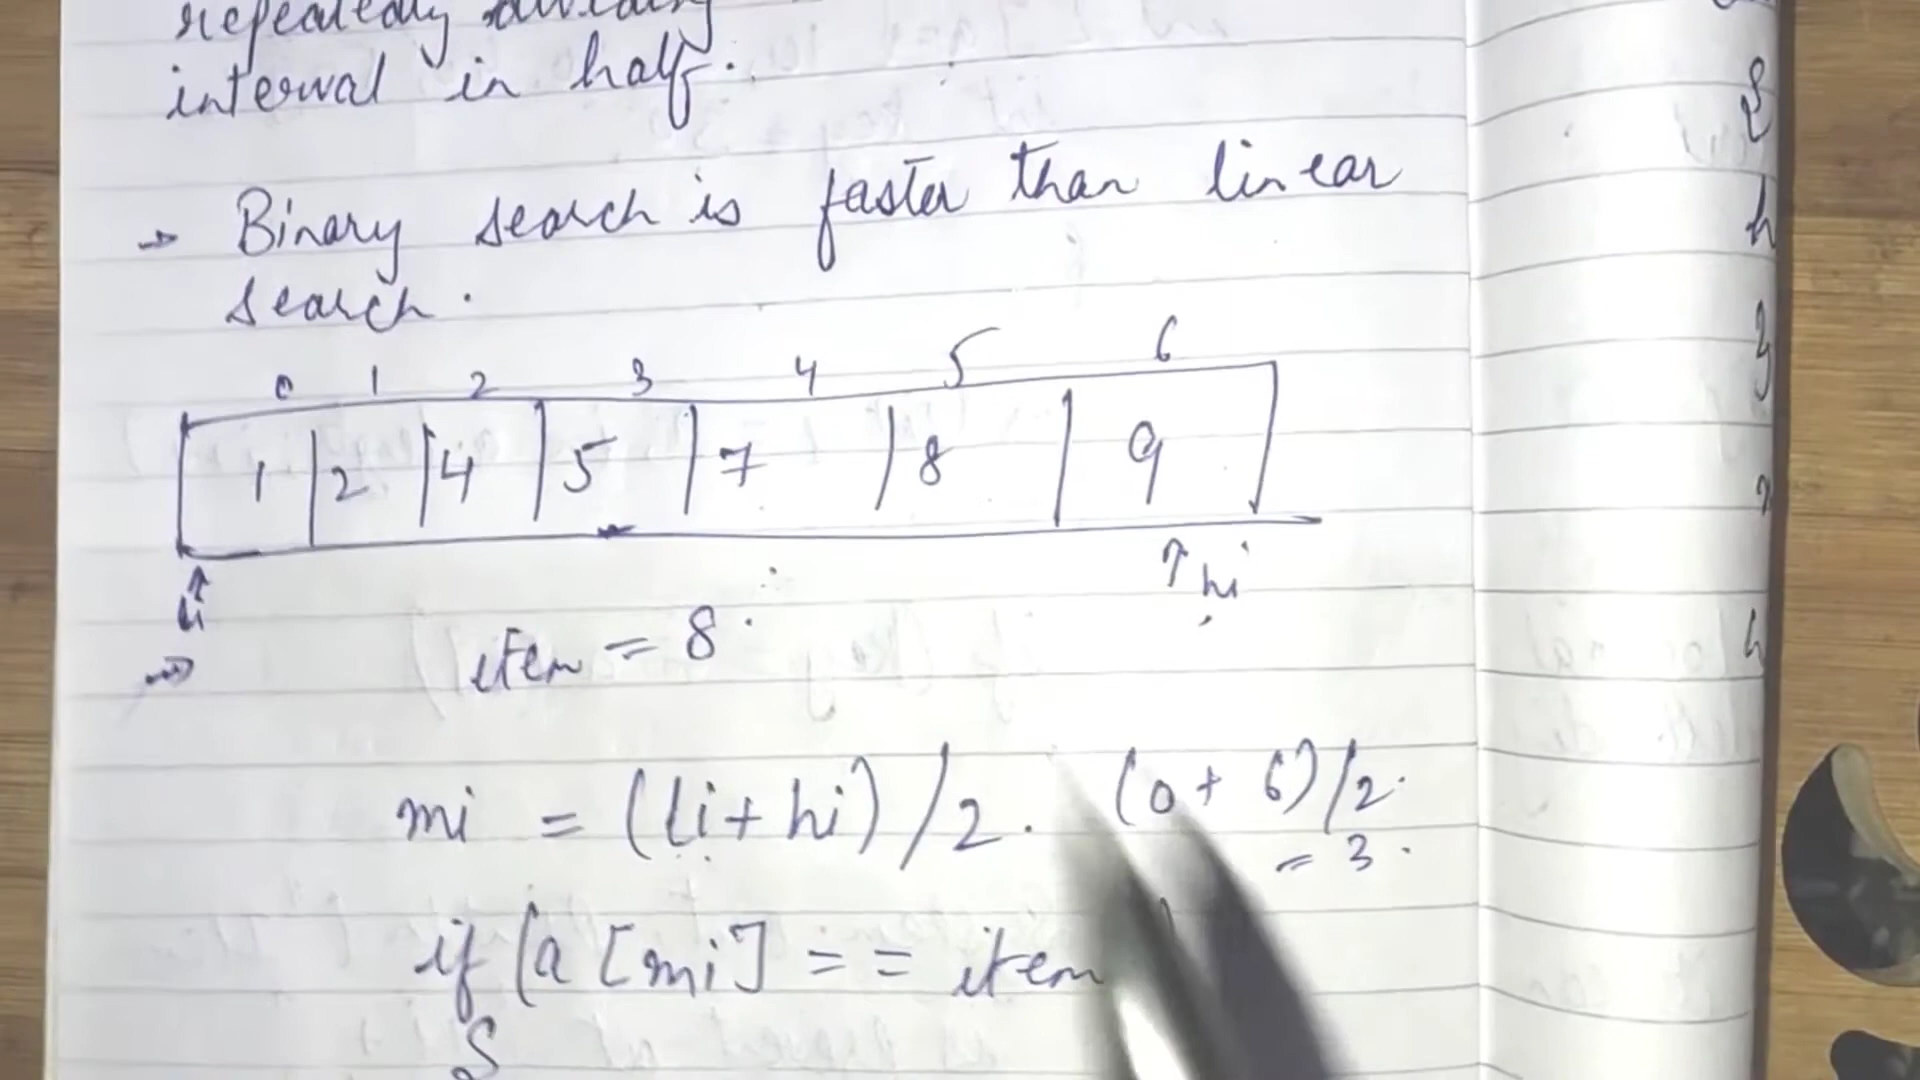 repeatedly dividing
interval in half.
→ Binary search is faster than linear
search.
0 1 2 3 4 5 6
1 2 4 5 7 8 9
↑ li ↑ hi
item = 8.
mi = (li + hi) / 2. (0 + 6) / 2.
= 3.
if (a [mi] == item
{